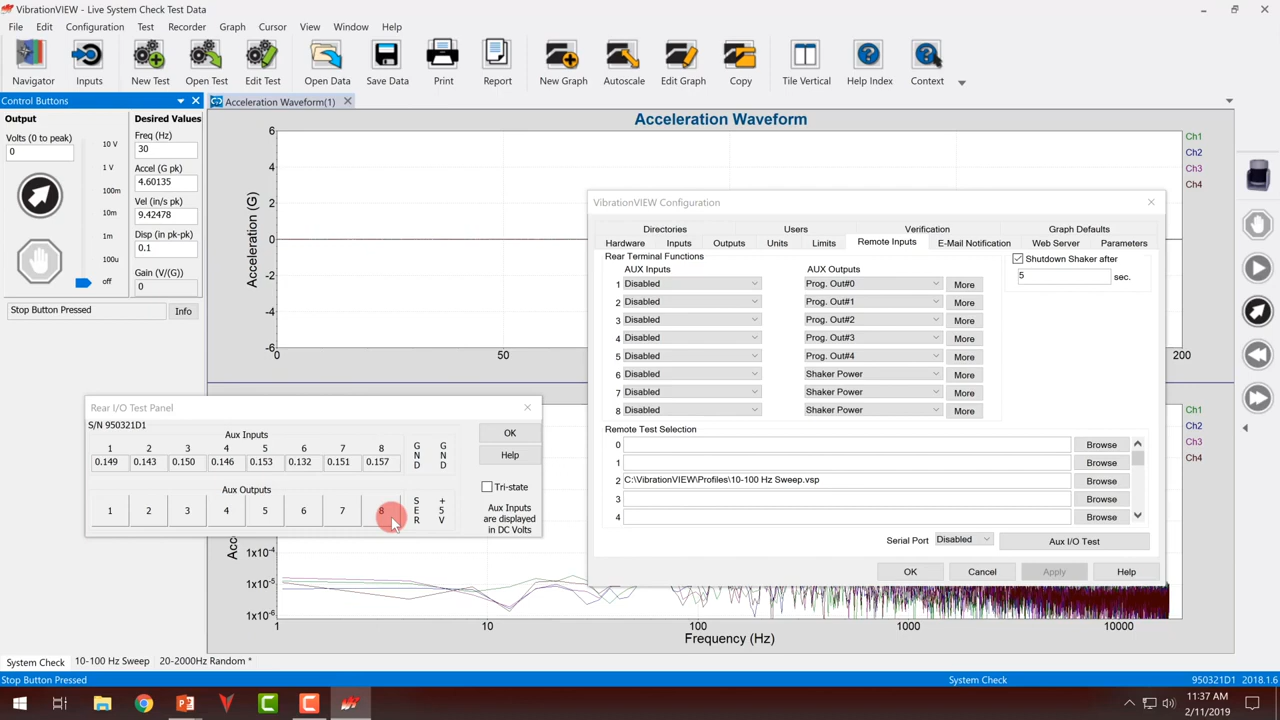 VibrationVIEW - Live System Check Test Data
File Edit Configuration Test Recorder Graph Cursor View Window Help
Navigator Inputs New Test Open Test Edit Test Open Data Save Data Print Report New Graph Autoscale Edit Graph Copy Tile Vertical Help Index Context
Control Buttons
Output
Volts (0 to peak)
0
10 V
1 V
100m
10m
1m
100u
off
Desired Values
Freq (Hz)
30
Accel (G pk)
4.60135
Vel (in/s pk)
9.42478
Disp (in pk-pk)
0.1
Gain (V/(G))
0
Stop Button Pressed Info
Acceleration Waveform(1)
Acceleration Waveform
Acceleration (G)
6
4
2
0
-2
-4
-6
0 50 200
Ch1
Ch2
Ch3
Ch4
VibrationVIEW Configuration
Directories Users Verification Graph Defaults
Hardware Inputs Outputs Units Limits Remote Inputs E-Mail Notification Web Server Parameters
Rear Terminal Functions
AUX Inputs AUX Outputs
1 Disabled Prog. Out#0 More
2 Disabled Prog. Out#1 More
3 Disabled Prog. Out#2 More
4 Disabled Prog. Out#3 More
5 Disabled Prog. Out#4 More
6 Disabled Shaker Power More
7 Disabled Shaker Power More
8 Disabled Shaker Power More
Shutdown Shaker after
5 sec.
Remote Test Selection
0 Browse
1 Browse
2 C:\VibrationVIEW\Profiles\10-100 Hz Sweep.vsp Browse
3 Browse
4 Browse
Serial Port Disabled Aux I/O Test
OK Cancel Apply Help
Rear I/O Test Panel
S/N 950321D1
Aux Inputs
1 2 3 4 5 6 7 8
0.149 0.143 0.150 0.146 0.153 0.132 0.151 0.157
GND GND
Aux Outputs
1 2 3 4 5 6 7 8
SER +5V
OK
Help
Tri-state
Aux Inputs
are displayed
in DC Volts
Acc
1x10⁻⁴
1x10⁻⁵
1x10⁻⁶
1 10 100 1000 10000
Frequency (Hz)
Ch1
Ch2
Ch3
Ch4
System Check 10-100 Hz Sweep 20-2000Hz Random *
Stop Button Pressed System Check 950321D1 2018.1.6
11:37 AM
2/11/2019